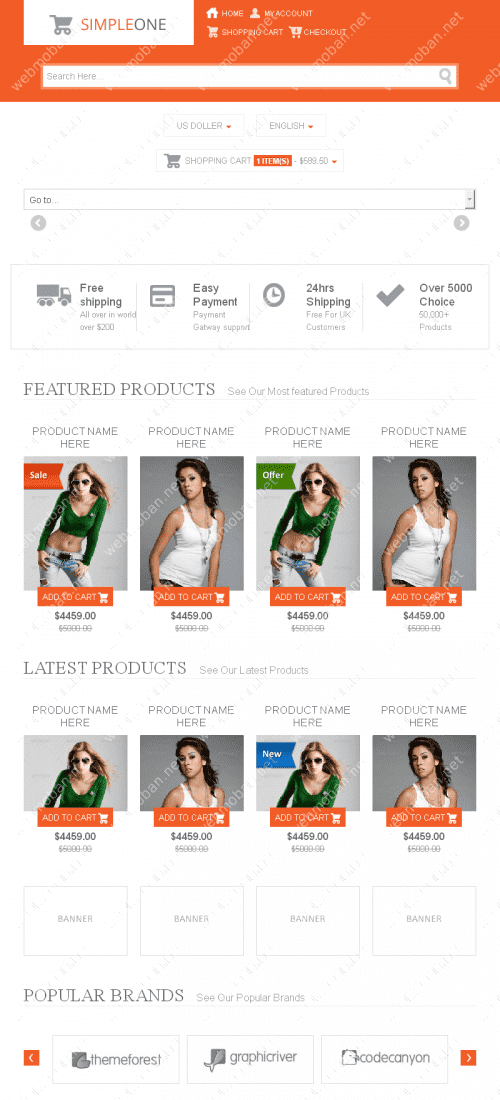 SIMPLEONE
HOME MY ACCOUNT
SHOPPING CART CHECKOUT
Search Here...
US DOLLER ENGLISH
SHOPPING CART 1 ITEM(S) - $589.50
Go to...
Free shipping
All over in world over $200
Easy Payment
Payment Gatway support
24hrs Shipping
Free For UK Customers
Over 5000 Choice
50,000+ Products
FEATURED PRODUCTS See Our Most featured Products
PRODUCT NAME HERE
PRODUCT NAME HERE
PRODUCT NAME HERE
PRODUCT NAME HERE
Sale
Offer
ADD TO CART ADD TO CART ADD TO CART ADD TO CART
$4459.00 $4459.00 $4459.00 $4459.00
$5000.00 $5000.00 $5000.00 $5000.00
LATEST PRODUCTS See Our Latest Products
PRODUCT NAME HERE
PRODUCT NAME HERE
PRODUCT NAME HERE
PRODUCT NAME HERE
New
ADD TO CART ADD TO CART ADD TO CART ADD TO CART
$4459.00 $4459.00 $4459.00 $4459.00
$5000.00 $5000.00 $5000.00 $5000.00
BANNER BANNER BANNER BANNER
POPULAR BRANDS See Our Popular Brands
themeforest graphicriver codecanyon
webmoban.net